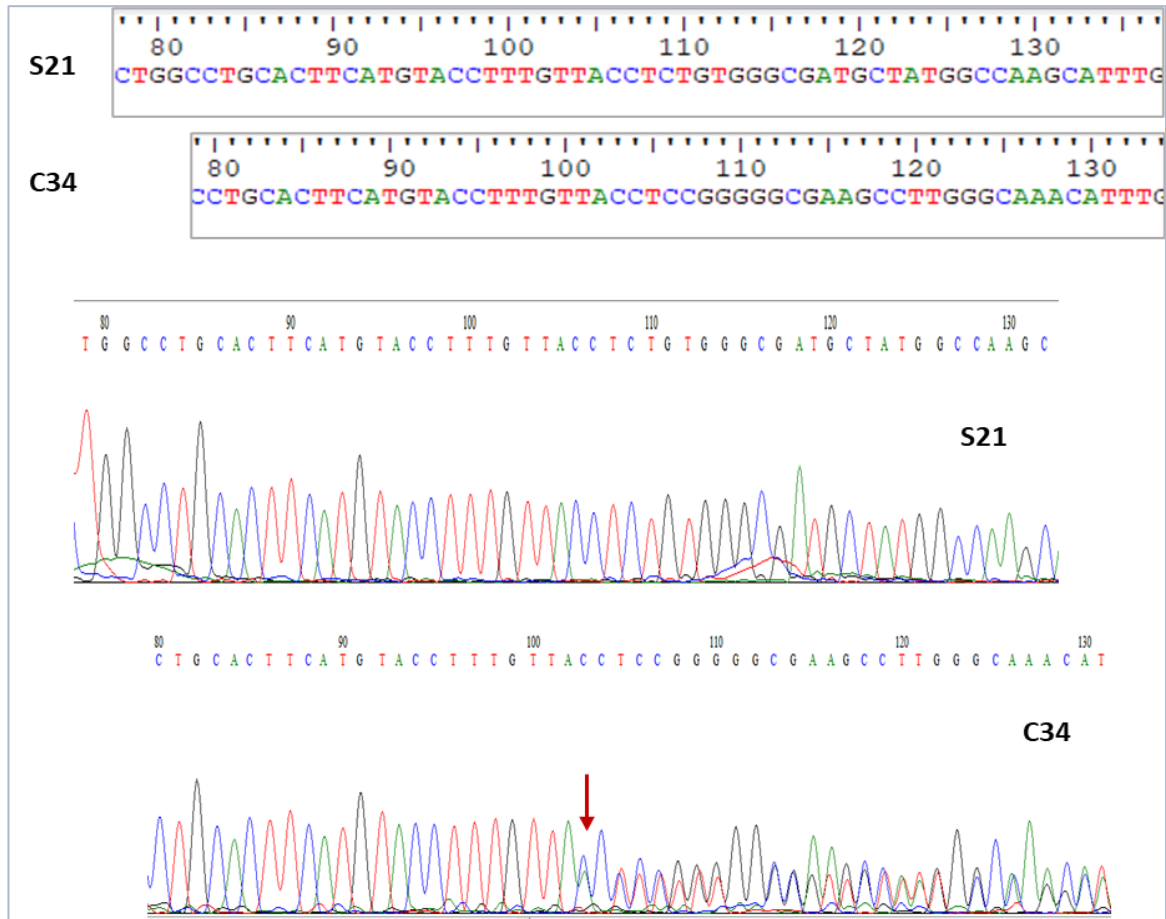 80 90 100 110 120 130
S21
CTGGCCTGCACTTCATGTACCTTTGTTACCTCTGTGGGCGATGCTATGGCCAAGCATTTG
80 90 100 110 120 130
C34
CCTGCACTTCATGTACCTTTGTTACCTCCGGGGGCGAAGCCTTGGGCAAACATTTG
80 90 100 110 120 130
T G G C C T G C A C T T C A T G T A C C T T T G T T A C C T C T G T G G G C G A T G C T A T G G C C A A G C
S21
80 90 100 110 120 130
C T G C A C T T C A T G T A C C T T T G T T A C C T C C G G G G G C G A A G C C T T G G G C A A A C A T
C34